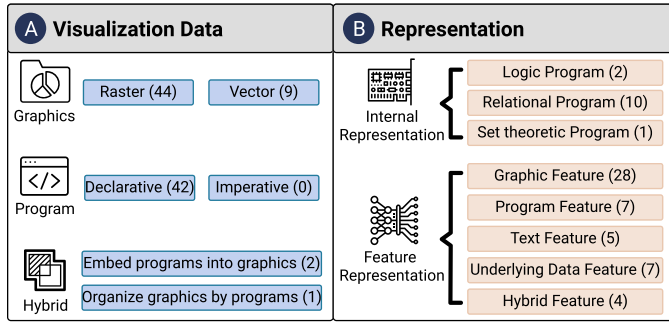 A Visualization Data
Graphics
Raster (44)
Vector (9)
</>
Program
Declarative (42)
Imperative (0)
Hybrid
Embed programs into graphics (2)
Organize graphics by programs (1)
B Representation
Internal
Representation
Logic Program (2)
Relational Program (10)
Set theoretic Program (1)
Feature
Representation
Graphic Feature (28)
Program Feature (7)
Text Feature (5)
Underlying Data Feature (7)
Hybrid Feature (4)